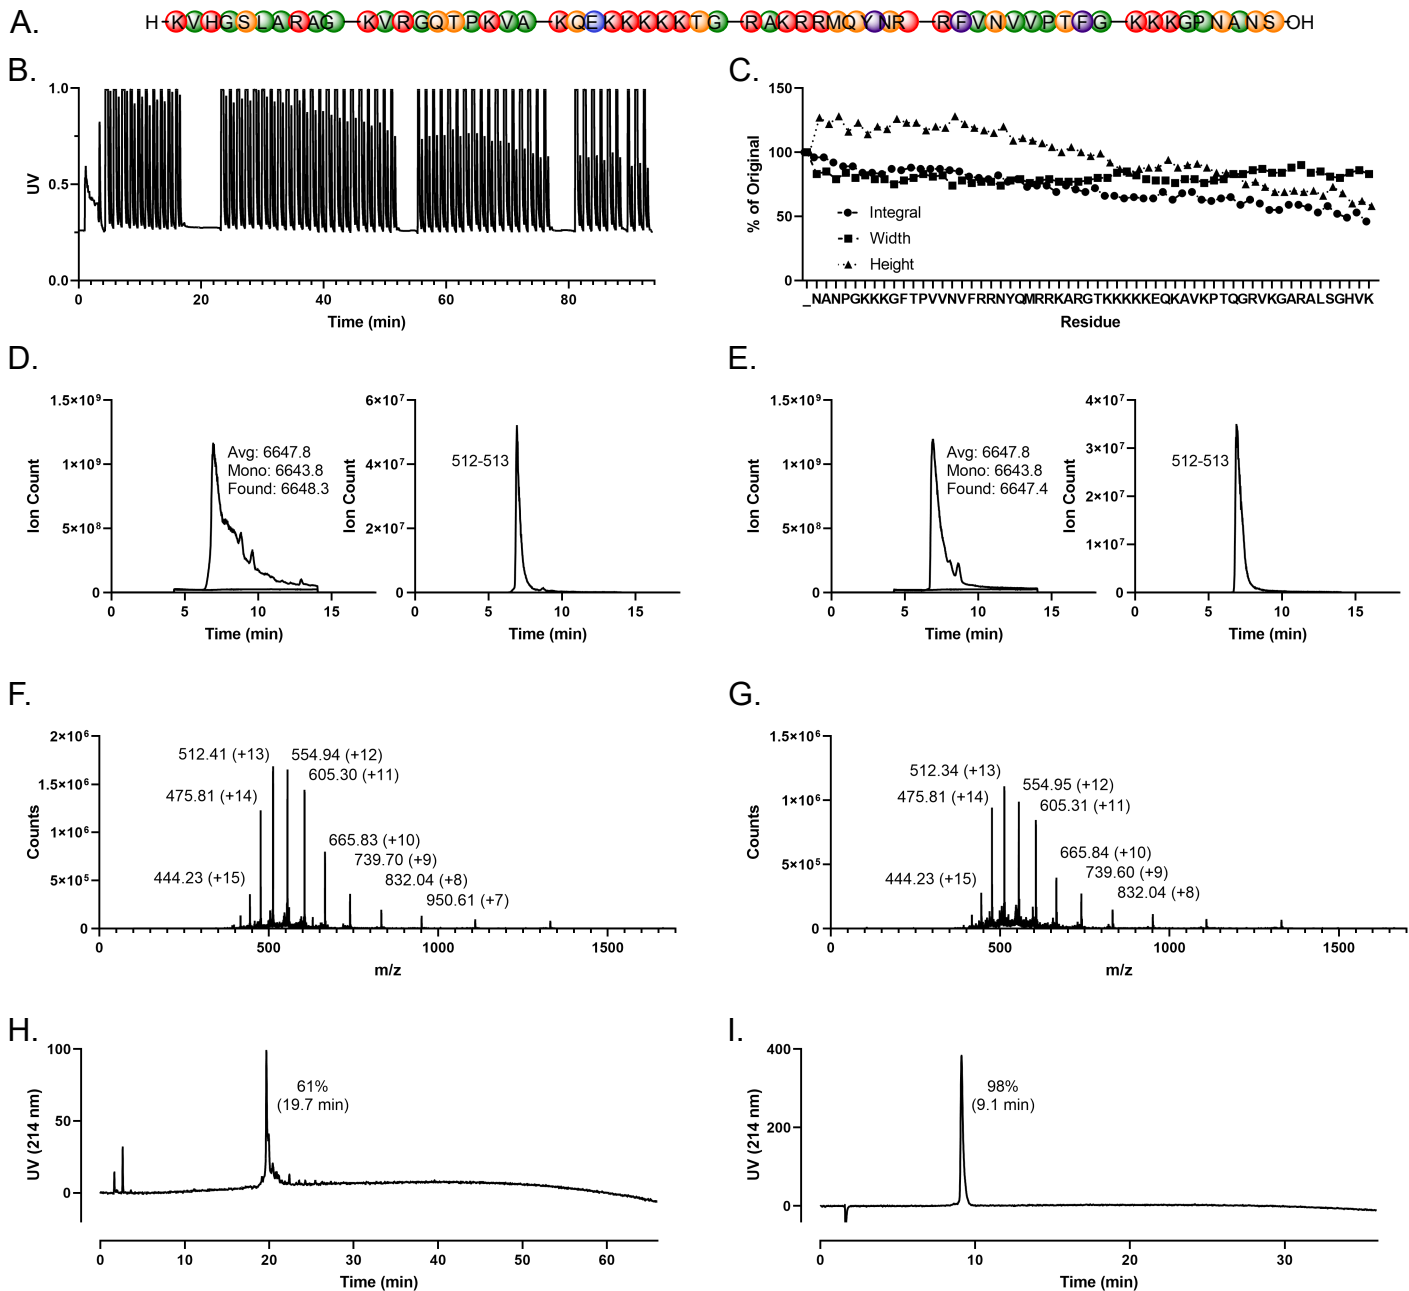 A.
H KVHGSLARAG KVRGQTPKVA KQEKKKKKTG RAKRRMQYNR RFVNVVPTFG KKKGPNANS OH
B.
UV
1.0
0.5
0.0
0 20 40 60 80
Time (min)
C.
% of Original
150
100
50
0
Integral
Width
Height
_NANPGKKKGFTPVVNVFRRNYQMRRKARGTKKKKKEQKAVKPTQGRVKGARALSGHVK
Residue
D.
Ion Count
1.5×10⁹
1×10⁹
5×10⁸
0
Avg: 6647.8
Mono: 6643.8
Found: 6648.3
0 5 10 15
Time (min)
Ion Count
6×10⁷
4×10⁷
2×10⁷
0
512-513
0 5 10 15
Time (min)
E.
Ion Count
1.5×10⁹
1×10⁹
5×10⁸
0
Avg: 6647.8
Mono: 6643.8
Found: 6647.4
0 5 10 15
Time (min)
Ion Count
4×10⁷
3×10⁷
2×10⁷
1×10⁷
0
512-513
0 5 10 15
Time (min)
F.
Counts
2×10⁶
1.5×10⁶
1×10⁶
5×10⁵
0
512.41 (+13)
554.94 (+12)
605.30 (+11)
475.81 (+14)
665.83 (+10)
739.70 (+9)
444.23 (+15)
832.04 (+8)
950.61 (+7)
0 500 1000 1500
m/z
G.
Counts
1.5×10⁶
1×10⁶
5×10⁵
0
512.34 (+13)
554.95 (+12)
475.81 (+14)
605.31 (+11)
665.84 (+10)
739.60 (+9)
444.23 (+15)
832.04 (+8)
0 500 1000 1500
m/z
H.
UV (214 nm)
100
50
0
61%
(19.7 min)
0 10 20 30 40 50 60
Time (min)
I.
UV (214 nm)
400
200
0
98%
(9.1 min)
0 10 20 30
Time (min)